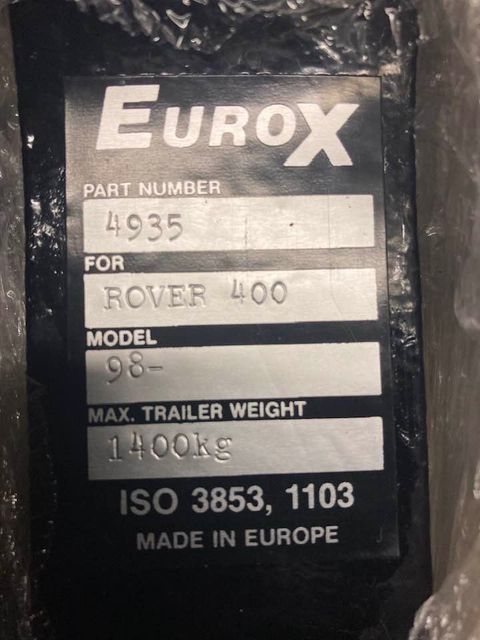 EUROX
PART NUMBER
4935
FOR
ROVER 400
MODEL
98-
MAX. TRAILER WEIGHT
1400kg
ISO 3853, 1103
MADE IN EUROPE